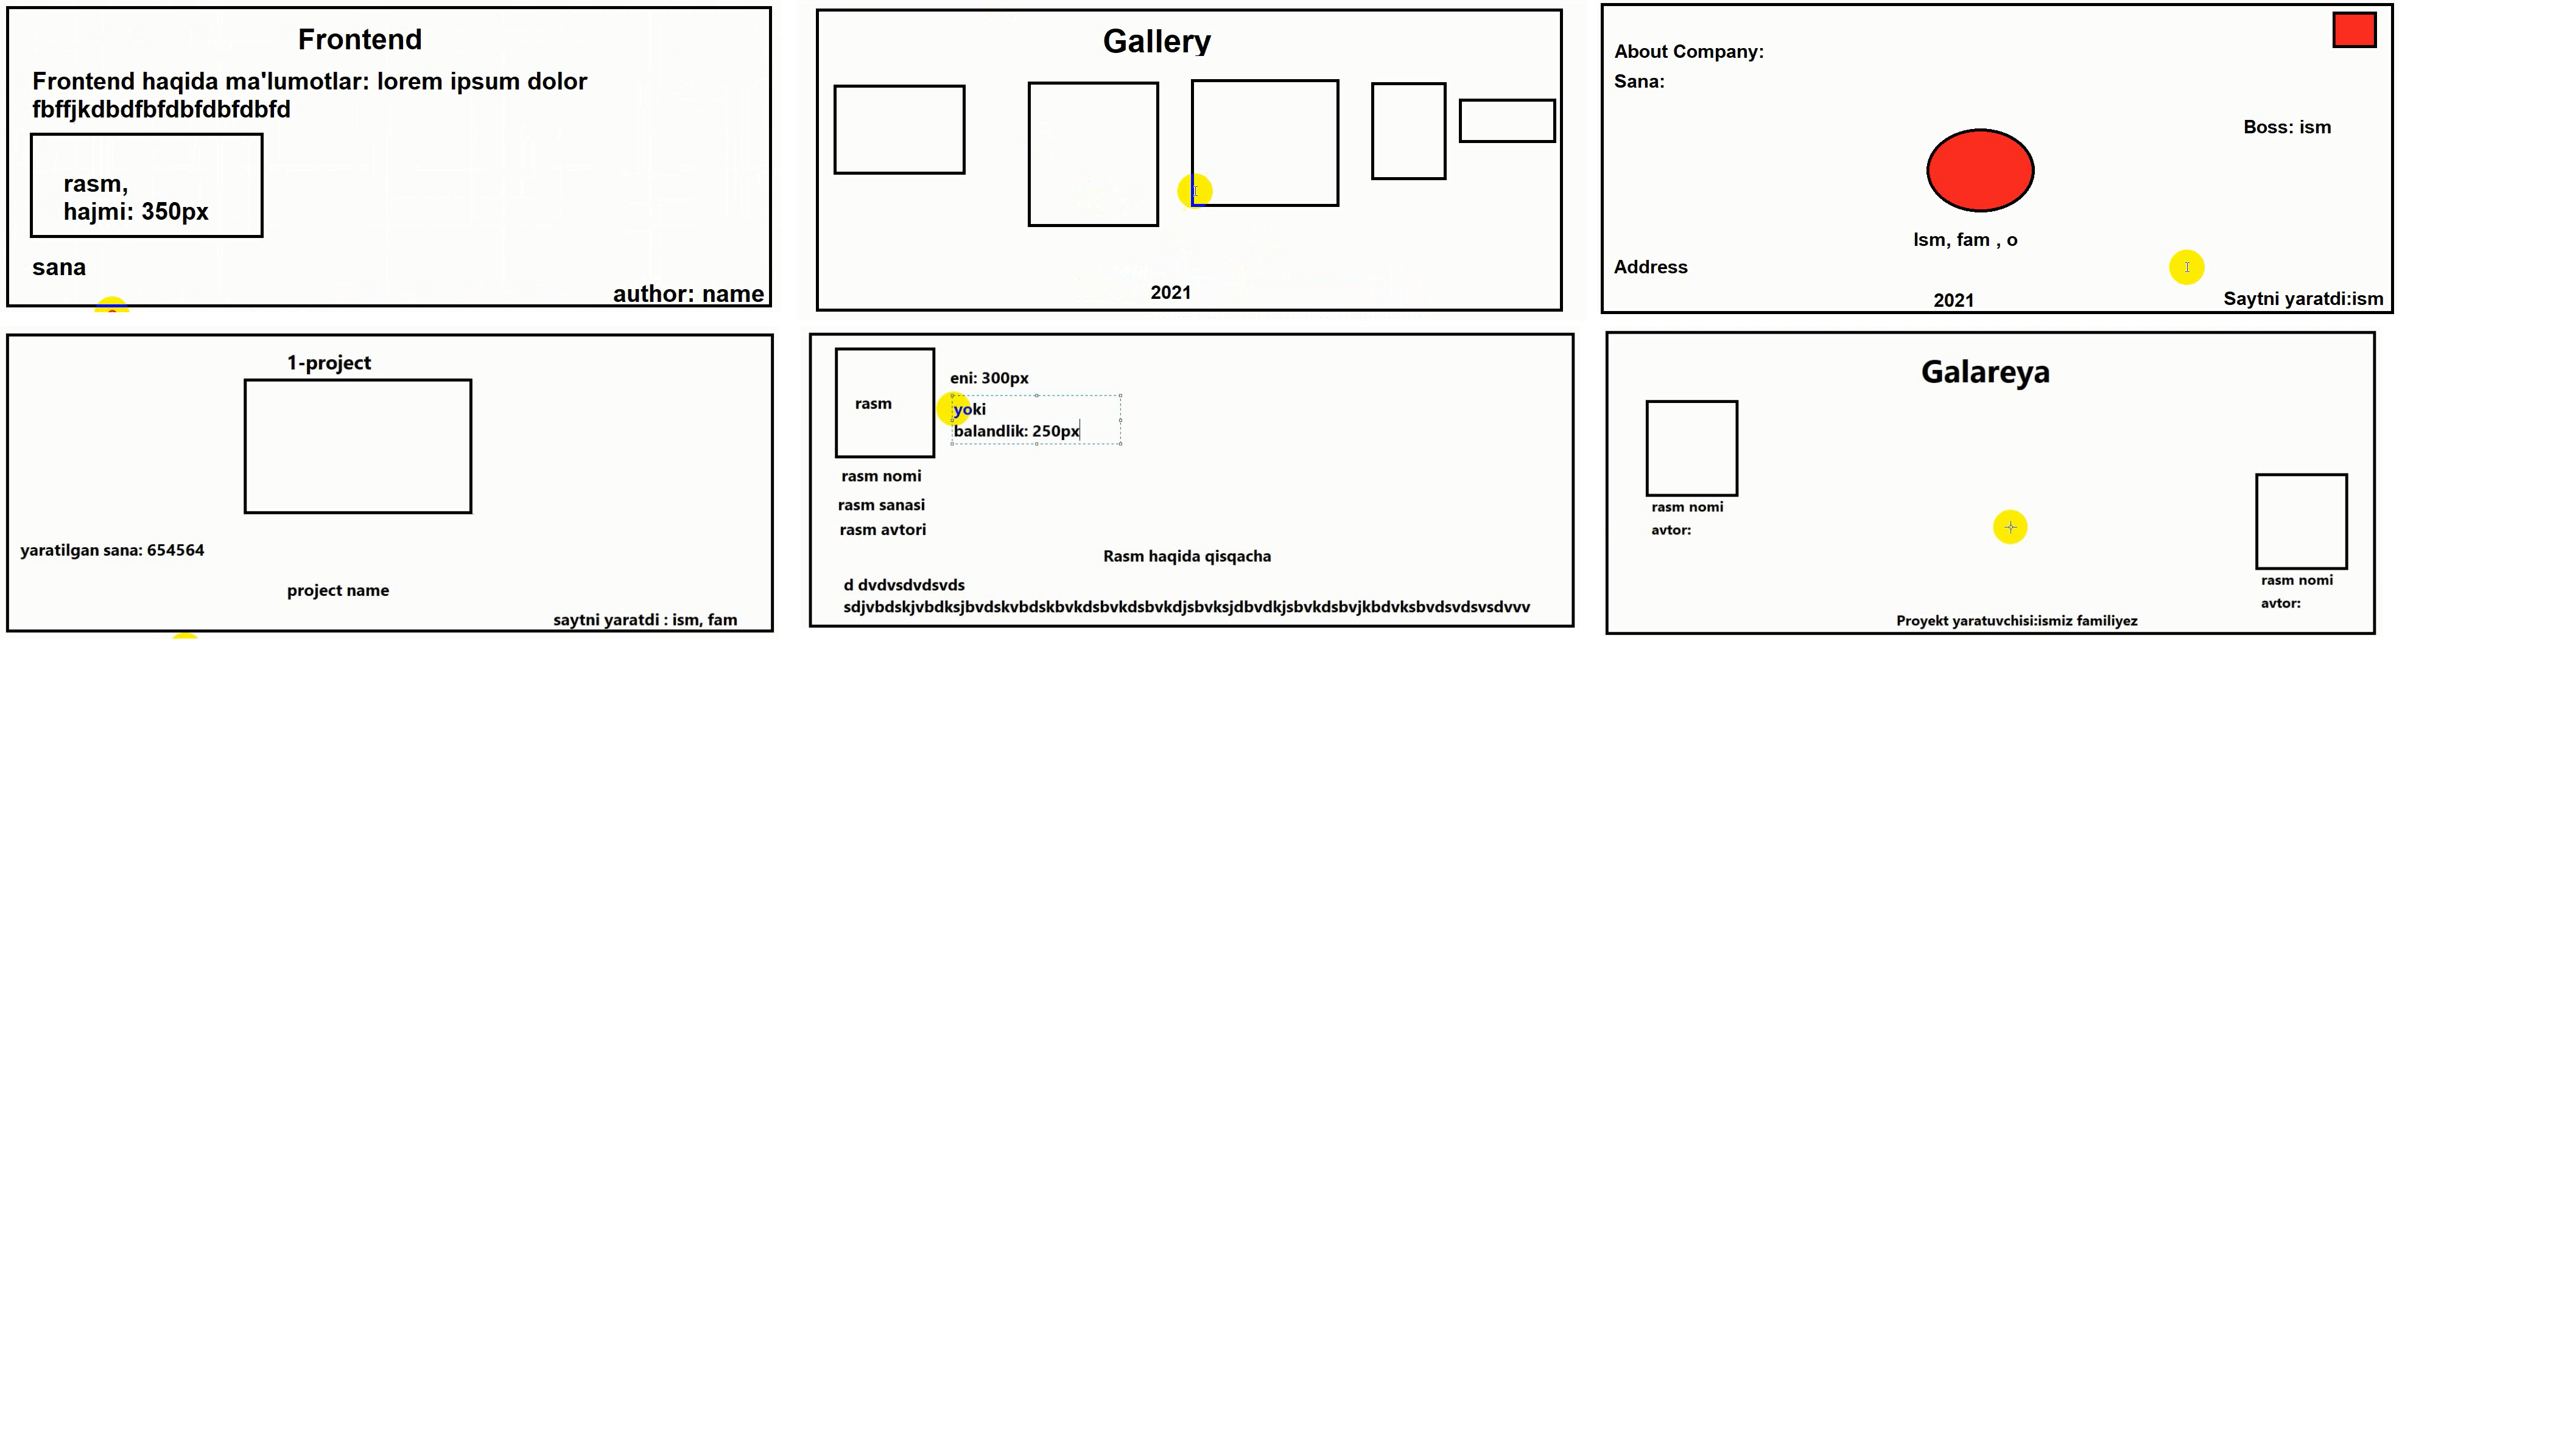 Frontend
Frontend haqida ma'lumotlar: lorem ipsum dolor
fbffjkdbdfbfdbfdbfdbfd
rasm,
hajmi: 350px
sana
author: name
Gallery
2021
About Company:
Sana:
Boss: ism
Ism, fam , o
Address
2021
Saytni yaratdi:ism
1-project
yaratilgan sana: 654564
project name
saytni yaratdi : ism, fam
rasm
eni: 300px
yoki
balandlik: 250px
rasm nomi
rasm sanasi
rasm avtori
Rasm haqida qisqacha
d dvdvsdvdsvds
sdjvbdskjvbdksjbvdskvbdskbvkdsbvkdsbvkdjsbvksjdbvdkjsbvkdsbvjkbdvksbvdsvdsvsdvvv
Galareya
rasm nomi
avtor:
rasm nomi
avtor:
Proyekt yaratuvchisi:ismiz familiyez